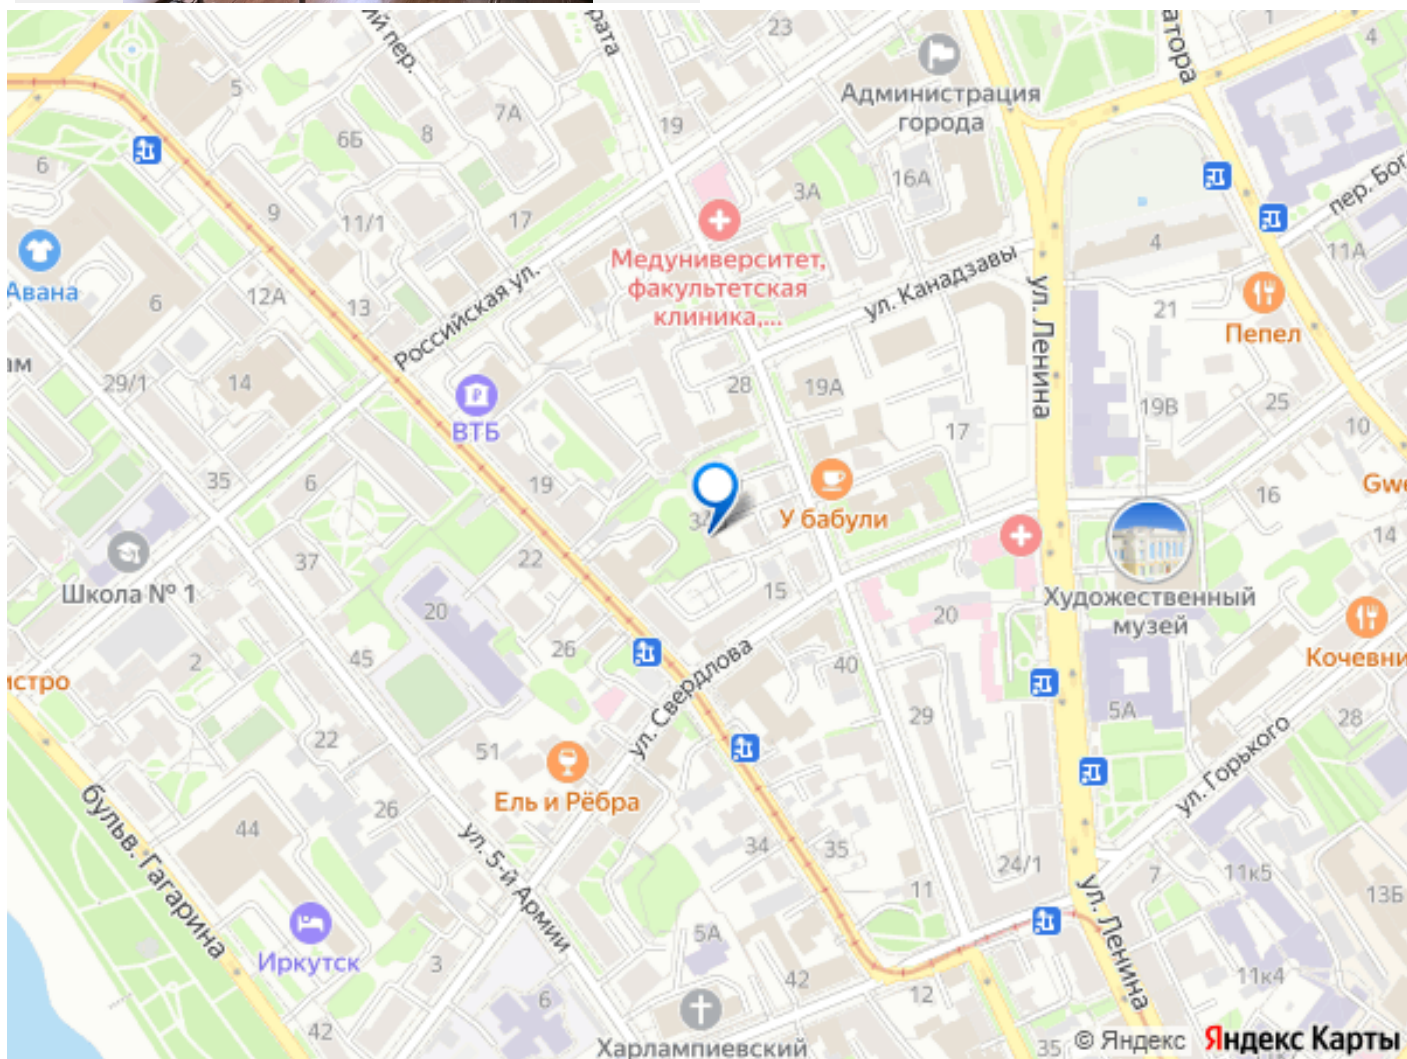 23
1
4
атора
Администрация
города
5
7А
8
6Б
19
6
3А
16А
пер. Бог
9
11/1
17
Медуниверситет,
факультетская
клиника,...
ул. Канадзавы
4
11А
Авана
6
12А
13
Российская ул.
ул. Ленина
21
Пепел
29/1
14
ВТБ
28
19А
17
19В
25
10
35
6
19
У бабули
16
Gwe
14
Школа № 1
37
22
20
15
20
Художественный
музей
Кочевни
2
45
26
ул. Свердлова
40
29
5А
28
истро
22
51
Ель и Рёбра
ул. Горького
бульв. Гагарина
44
26
ул. 5-й Армии
34
35
24/1
11
7
11к5
13Б
ул. Ленина
Иркутск
3
5А
42
12
11к4
6
42
Харлампиевский
35
© Яндекс
Яндекс Карты